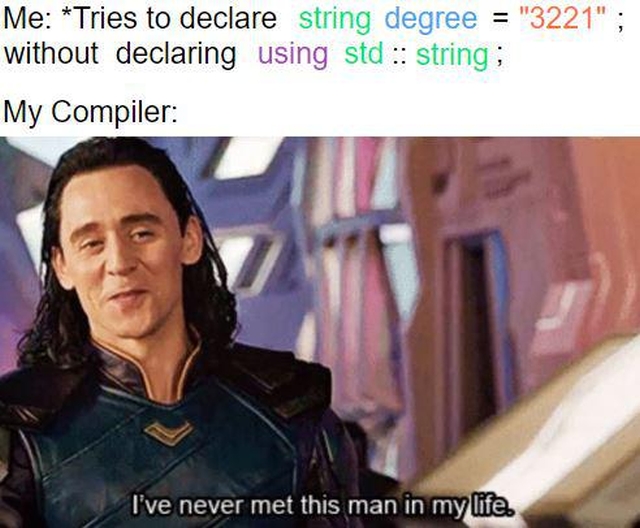 Me: *Tries to declare string degree = "3221" ;
without declaring using std :: string ;
My Compiler:
I've never met this man in my life.